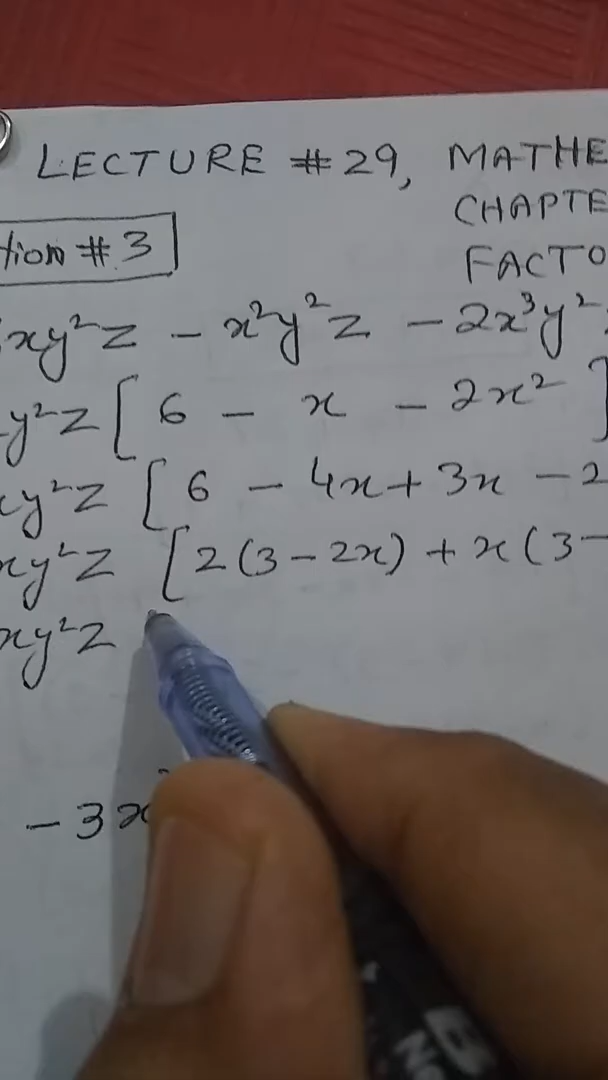 LECTURE # 29, MATHE
CHAPTE
tion # 3
FACTO
xy²z - x²y²z - 2x³y²
y²z [ 6 - x - 2x² ]
xy²z [ 6 - 4x + 3x - 2
xy²z [ 2(3 - 2x) + x(3 -
xy²z
- 3x